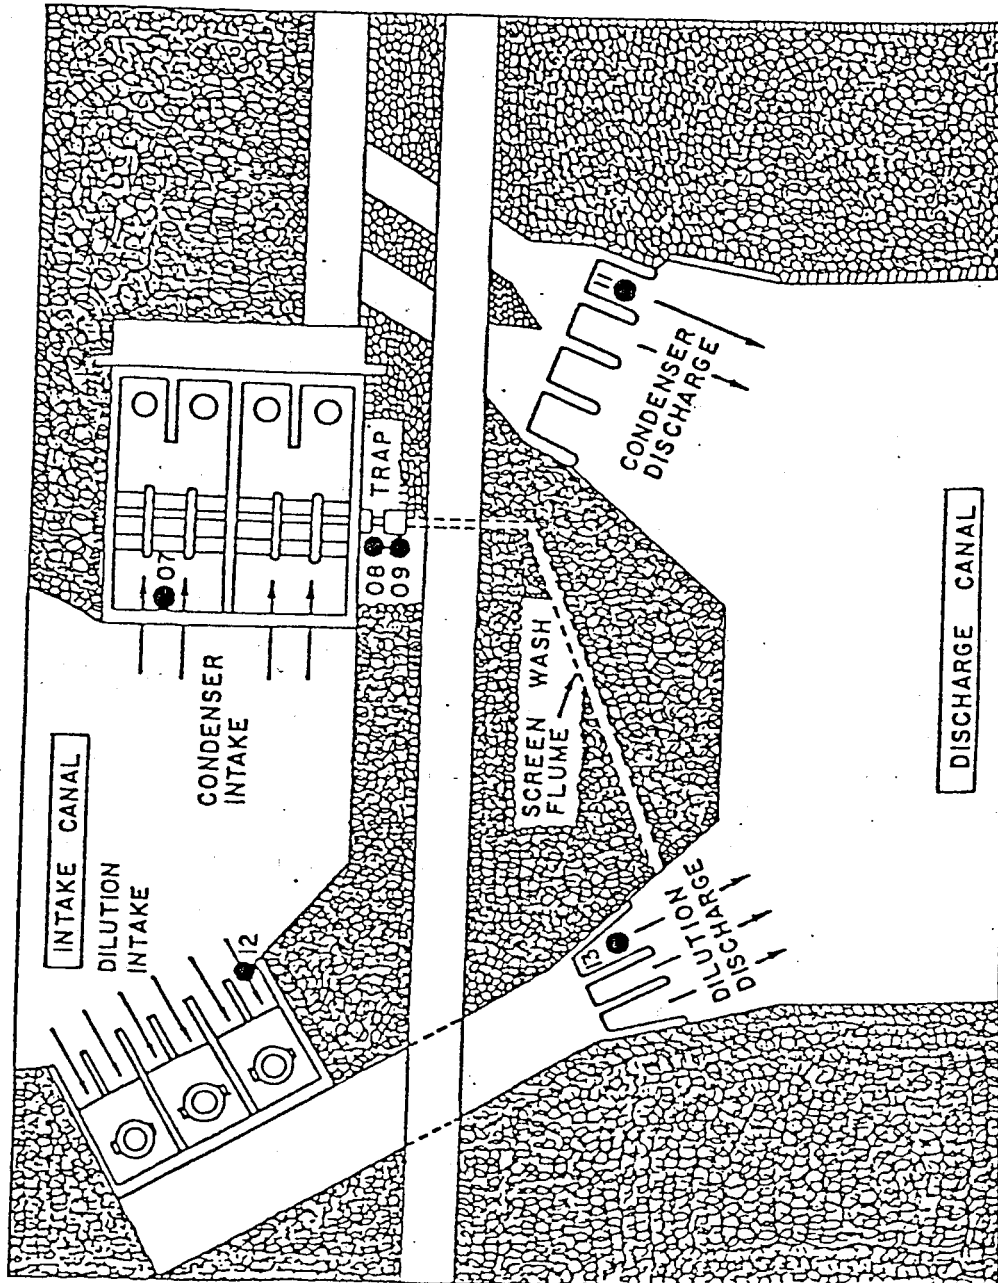 INTAKE CANAL
DILUTION
INTAKE
12
CONDENSER
INTAKE
07
08
09
TRAP
SCREEN WASH
FLUME
13
DILUTION
DISCHARGE
11
CONDENSER
DISCHARGE
DISCHARGE CANAL